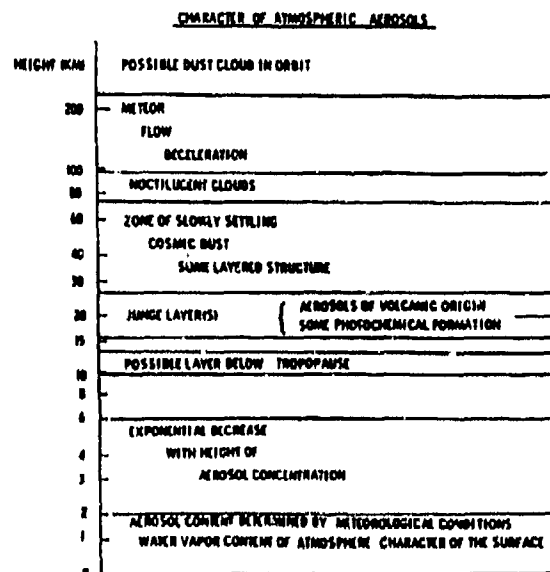 CHARACTER OF ATMOSPHERIC AEROSOLS
HEIGHT (KM) POSSIBLE DUST CLOUD IN ORBIT
200 METEOR
FLOW
DECELERATION
100
NOCTILUCENT CLOUDS
80
60 ZONE OF SLOWLY SETTLING
COSMIC DUST
40
SOME LAYERED STRUCTURE
30
AEROSOLS OF VOLCANIC ORIGIN
20 JUNGE LAYER(S) {
SOME PHOTOCHEMICAL FORMATION
15
POSSIBLE LAYER BELOW TROPOPAUSE
10
8
6
EXPONENTIAL DECREASE
4 WITH HEIGHT OF
3 AEROSOL CONCENTRATION
2
AEROSOL CONTENT DETERMINED BY METEOROLOGICAL CONDITIONS
1 WATER VAPOR CONTENT OF ATMOSPHERE CHARACTER OF THE SURFACE
0